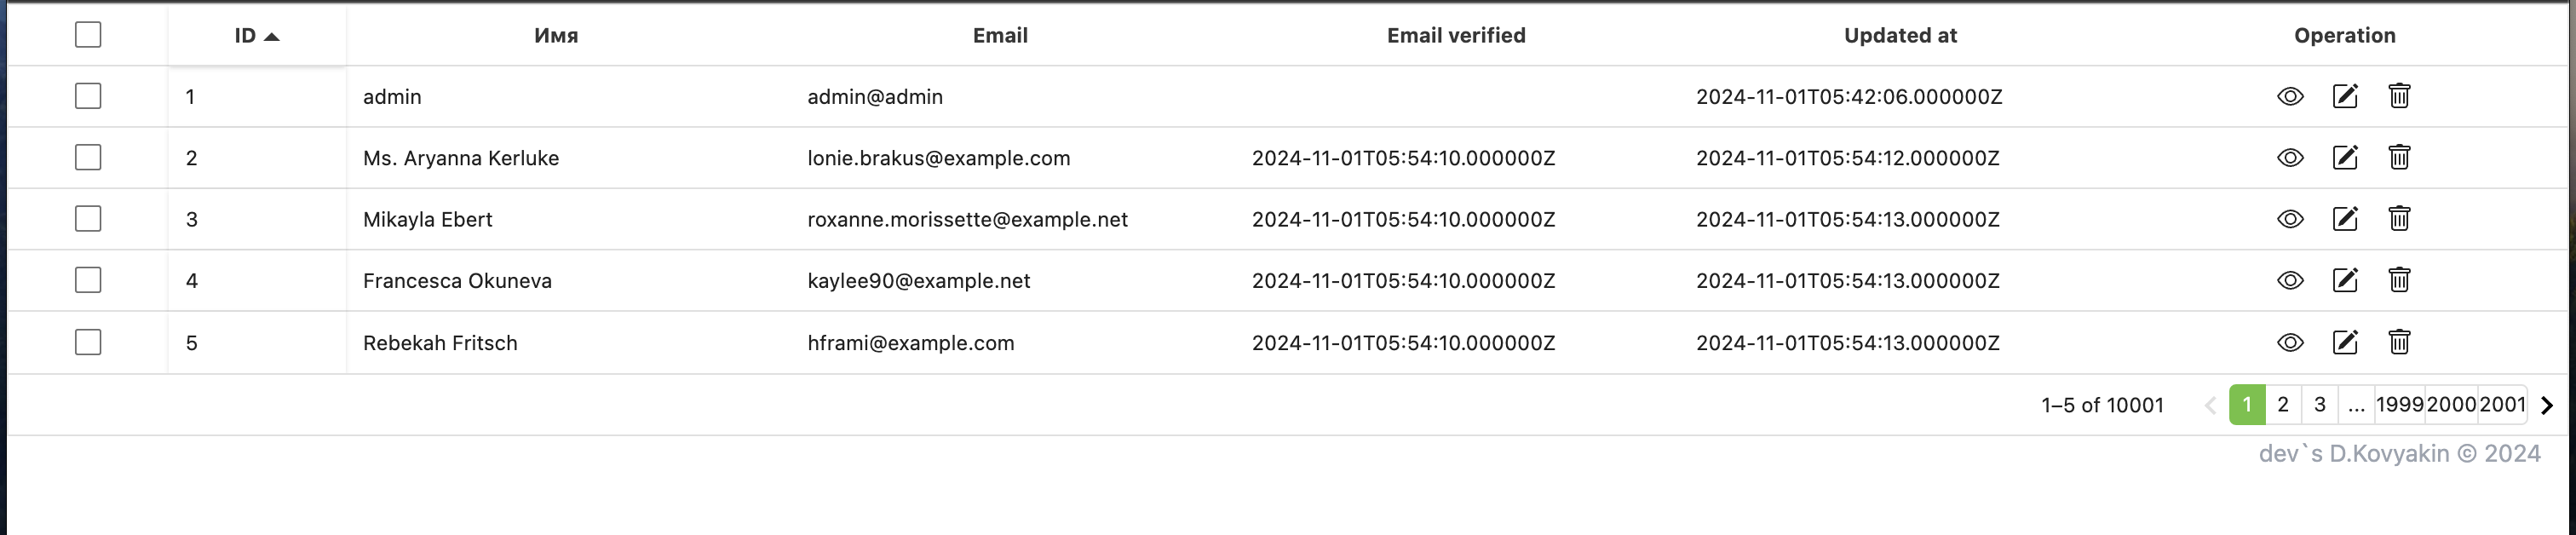 ID Имя Email Email verified Updated at Operation
1 admin admin@admin 2024-11-01T05:42:06.000000Z
2 Ms. Aryanna Kerluke lonie.brakus@example.com 2024-11-01T05:54:10.000000Z 2024-11-01T05:54:12.000000Z
3 Mikayla Ebert roxanne.morissette@example.net 2024-11-01T05:54:10.000000Z 2024-11-01T05:54:13.000000Z
4 Francesca Okuneva kaylee90@example.net 2024-11-01T05:54:10.000000Z 2024-11-01T05:54:13.000000Z
5 Rebekah Fritsch hframi@example.com 2024-11-01T05:54:10.000000Z 2024-11-01T05:54:13.000000Z
1–5 of 10001 1 2 3 ... 1999 2000 2001
dev`s D.Kovyakin © 2024